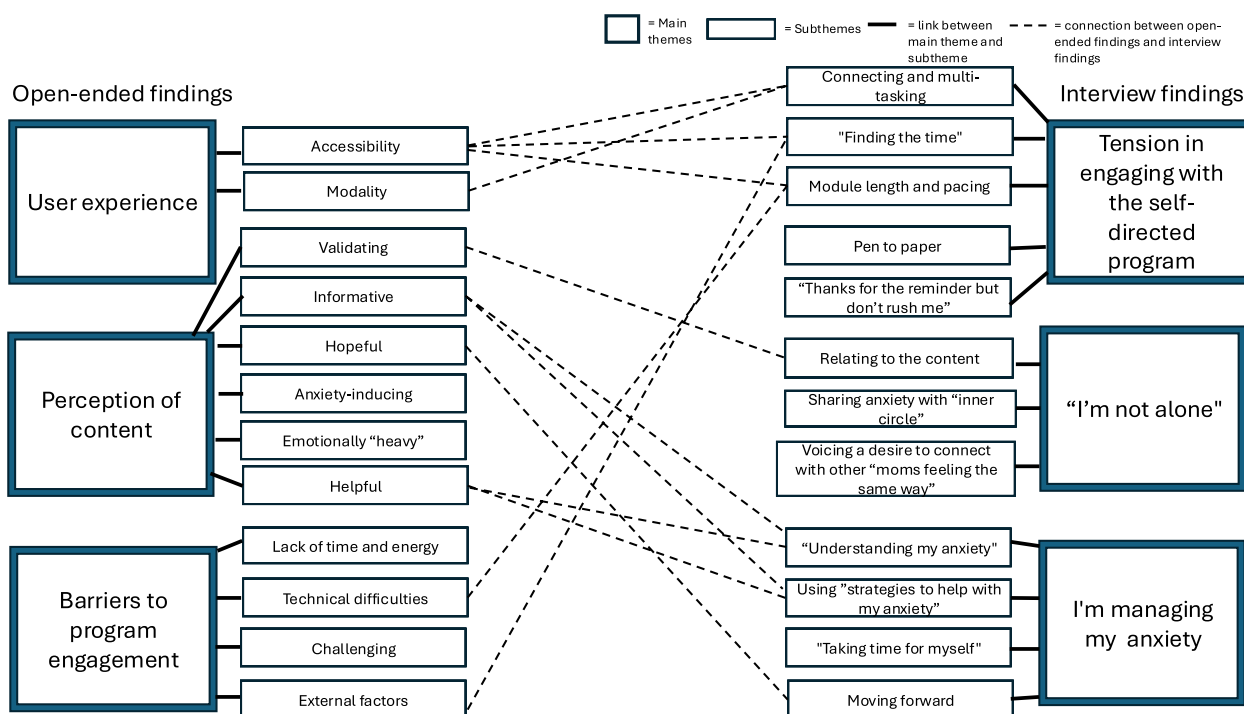 = Main
themes
= Subthemes
= link between
main theme and
subtheme
= connection between open-
ended findings and interview
findings
Open-ended findings
User experience
Accessibility
Modality
Perception of
content
Validating
Informative
Hopeful
Anxiety-inducing
Emotionally “heavy”
Helpful
Barriers to
program
engagement
Lack of time and energy
Technical difficulties
Challenging
External factors
Interview findings
Connecting and multi-
tasking
"Finding the time"
Module length and pacing
Pen to paper
“Thanks for the reminder but
don’t rush me”
Tension in
engaging with
the self-
directed
program
Relating to the content
Sharing anxiety with “inner
circle”
Voicing a desire to connect
with other “moms feeling the
same way”
“I’m not alone"
“Understanding my anxiety"
Using ”strategies to help with
my anxiety”
"Taking time for myself"
Moving forward
I'm managing
my anxiety